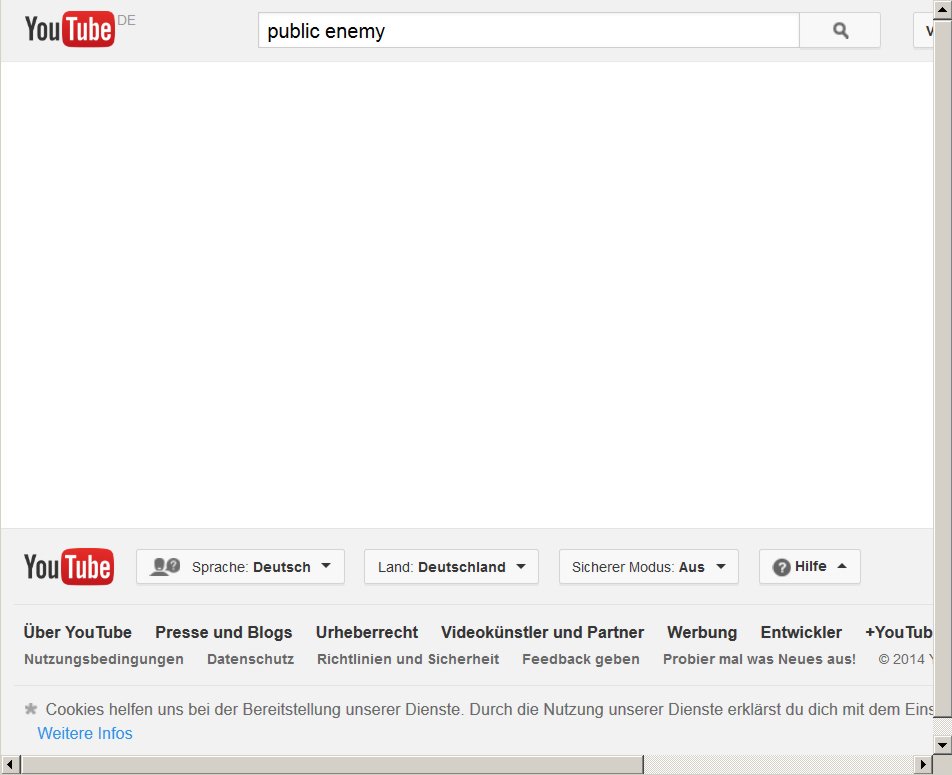 YouTube DE
public enemy
YouTube
Sprache: Deutsch
Land: Deutschland
Sicherer Modus: Aus
Hilfe
Über YouTube Presse und Blogs Urheberrecht Videokünstler und Partner Werbung Entwickler +YouTub
Nutzungsbedingungen Datenschutz Richtlinien und Sicherheit Feedback geben Probier mal was Neues aus! © 2014 Y
* Cookies helfen uns bei der Bereitstellung unserer Dienste. Durch die Nutzung unserer Dienste erklärst du dich mit dem Eins
Weitere Infos